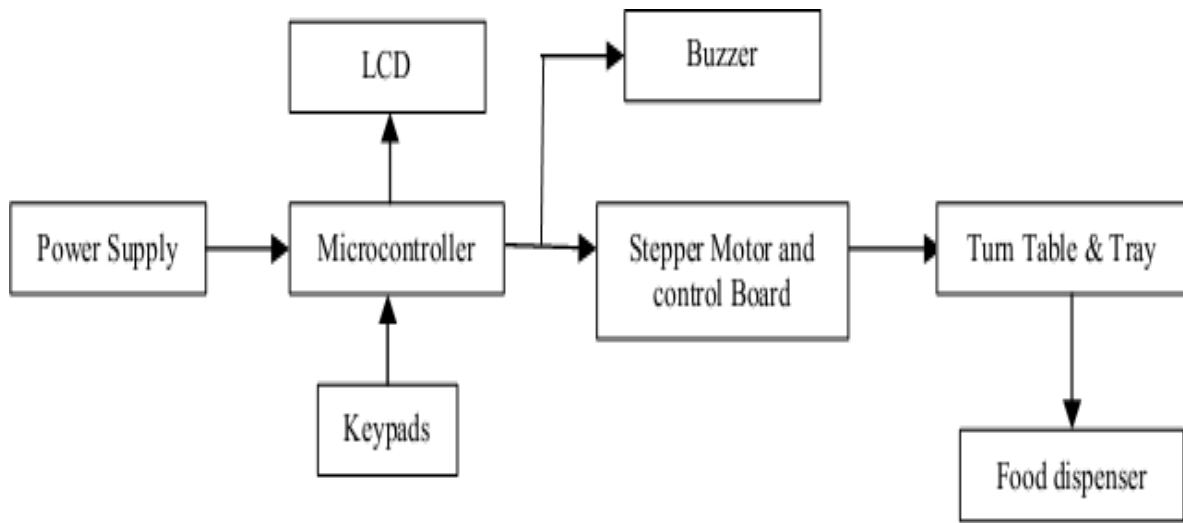 LCD
Buzzer
Power Supply
Microcontroller
Stepper Motor and
control Board
Turn Table & Tray
Keypads
Food dispenser